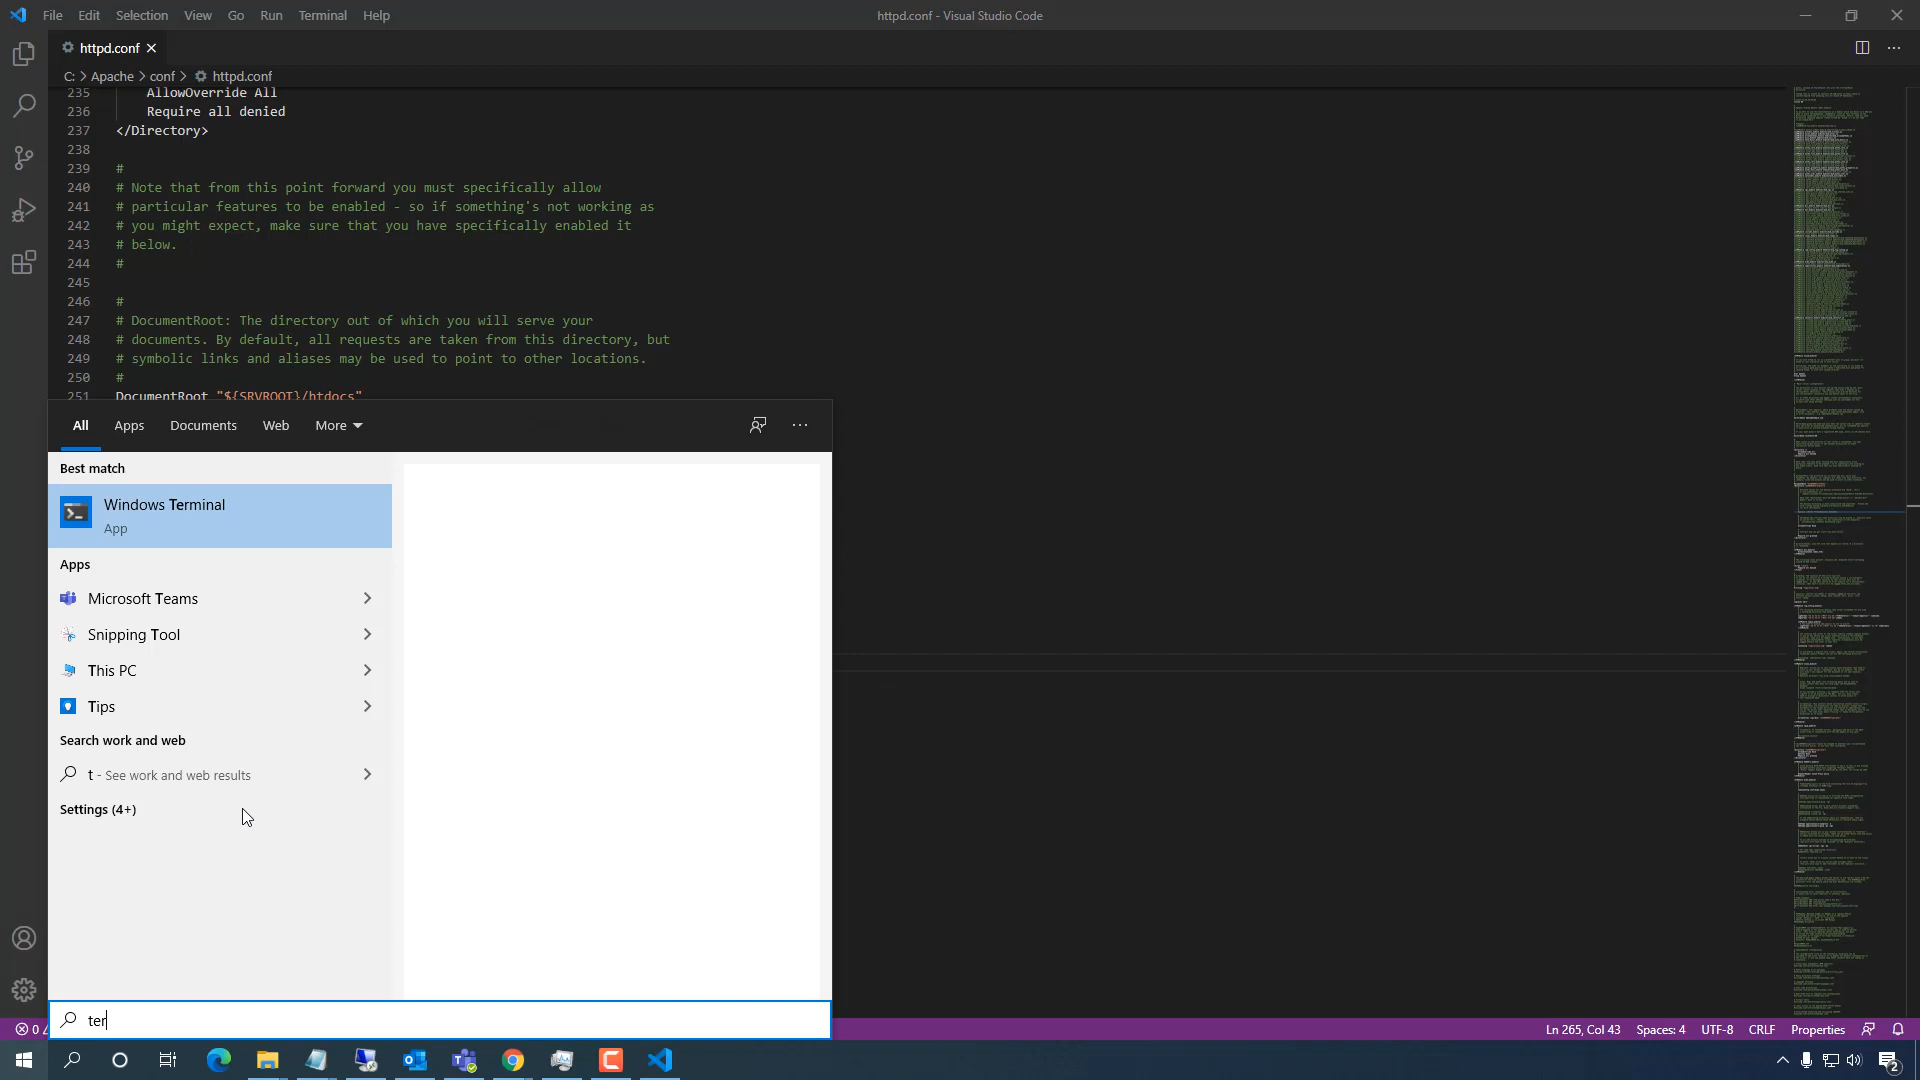 File Edit Selection View Go Run Terminal Help httpd.conf - Visual Studio Code
httpd.conf
C: > Apache > conf > httpd.conf
235 AllowOverride All
236 Require all denied
237 </Directory>
238
239 #
240 # Note that from this point forward you must specifically allow
241 # particular features to be enabled - so if something's not working as
242 # you might expect, make sure that you have specifically enabled it
243 # below.
244 #
245
246 #
247 # DocumentRoot: The directory out of which you will serve your
248 # documents. By default, all requests are taken from this directory, but
249 # symbolic links and aliases may be used to point to other locations.
250 #
251 DocumentRoot "${SRVROOT}/htdocs"
All Apps Documents Web More
Best match
Windows Terminal
App
Apps
Microsoft Teams
Snipping Tool
This PC
Tips
Search work and web
t - See work and web results
Settings (4+)
ter
0 Ln 265, Col 43 Spaces: 4 UTF-8 CRLF Properties
2